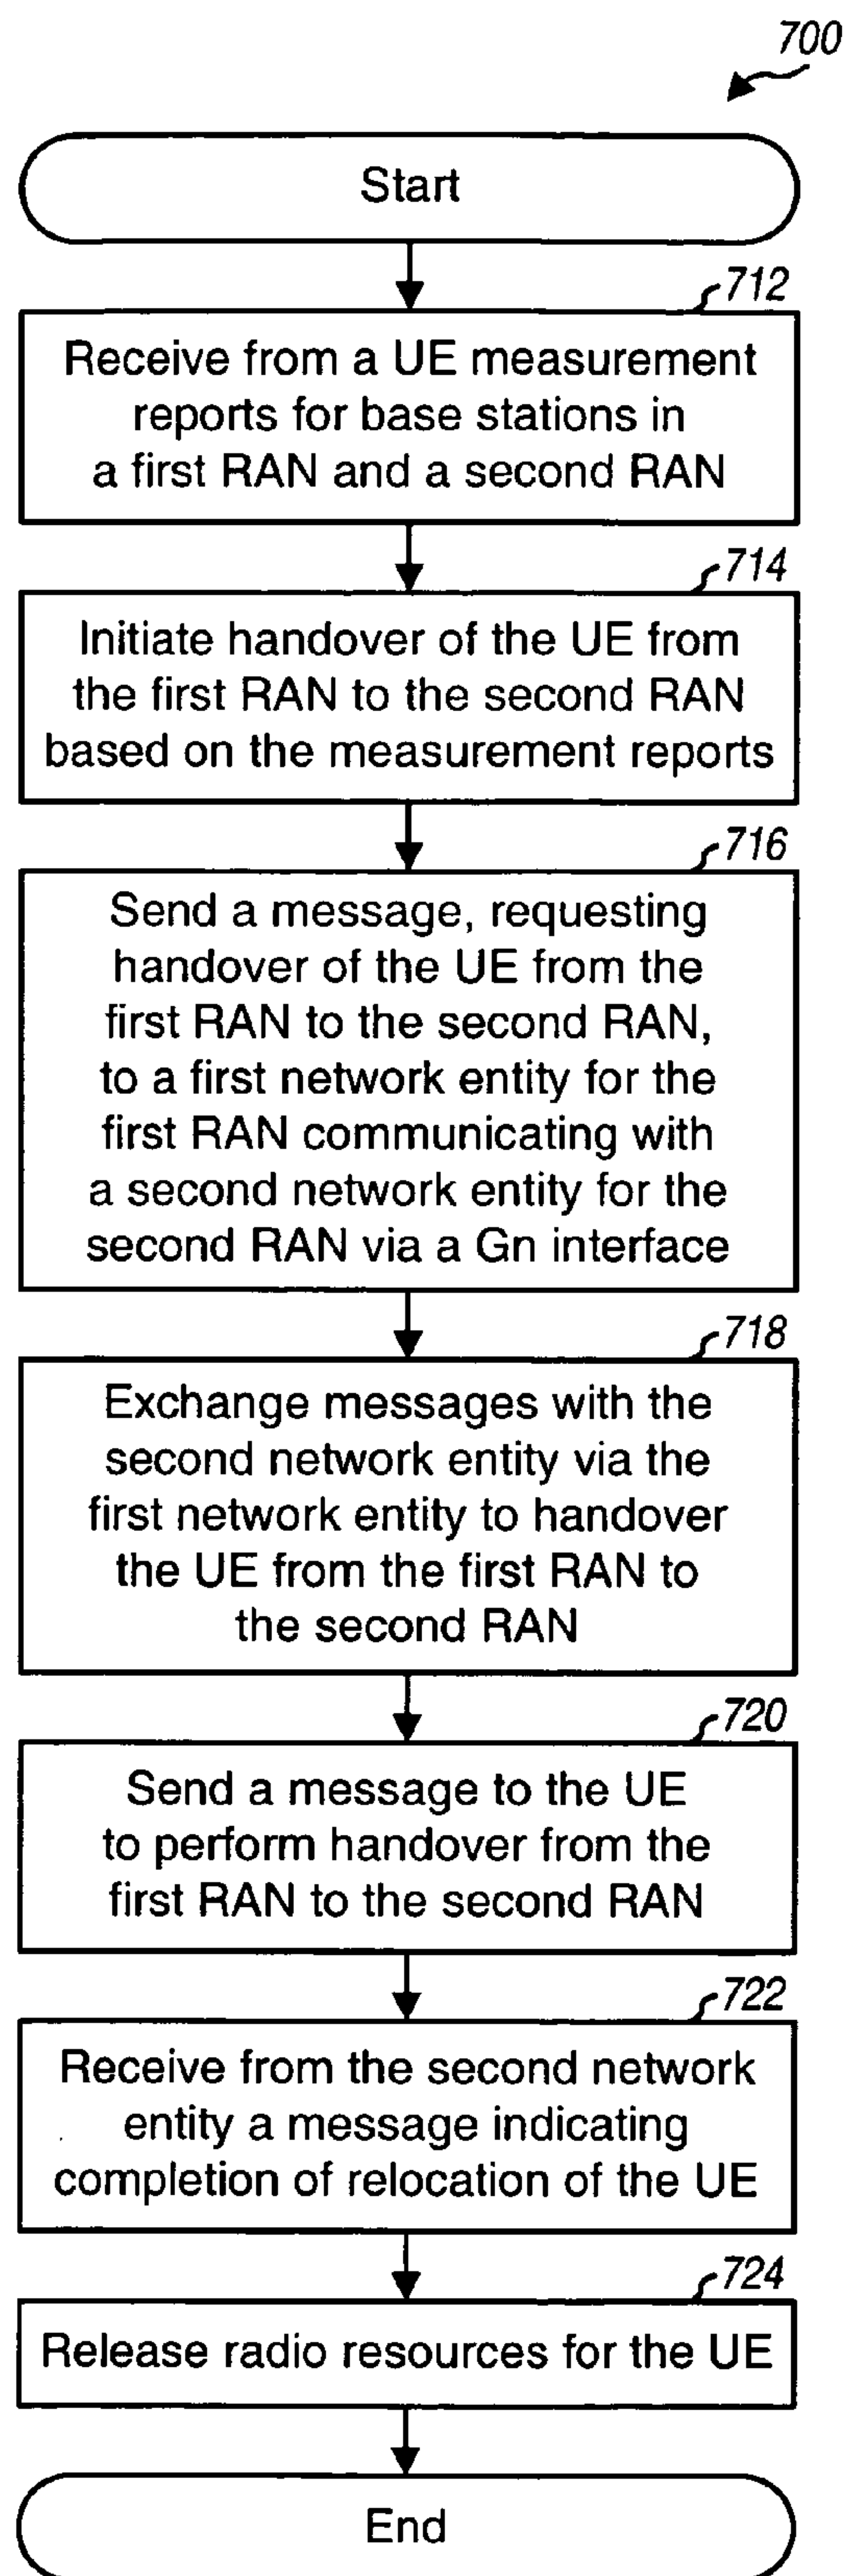 700
Start
712
Receive from a UE measurement
reports for base stations in
a first RAN and a second RAN
714
Initiate handover of the UE from
the first RAN to the second RAN
based on the measurement reports
716
Send a message, requesting
handover of the UE from the
first RAN to the second RAN,
to a first network entity for the
first RAN communicating with
a second network entity for the
second RAN via a Gn interface
718
Exchange messages with the
second network entity via the
first network entity to handover
the UE from the first RAN to
the second RAN
720
Send a message to the UE
to perform handover from the
first RAN to the second RAN
722
Receive from the second network
entity a message indicating
completion of relocation of the UE
724
Release radio resources for the UE
End